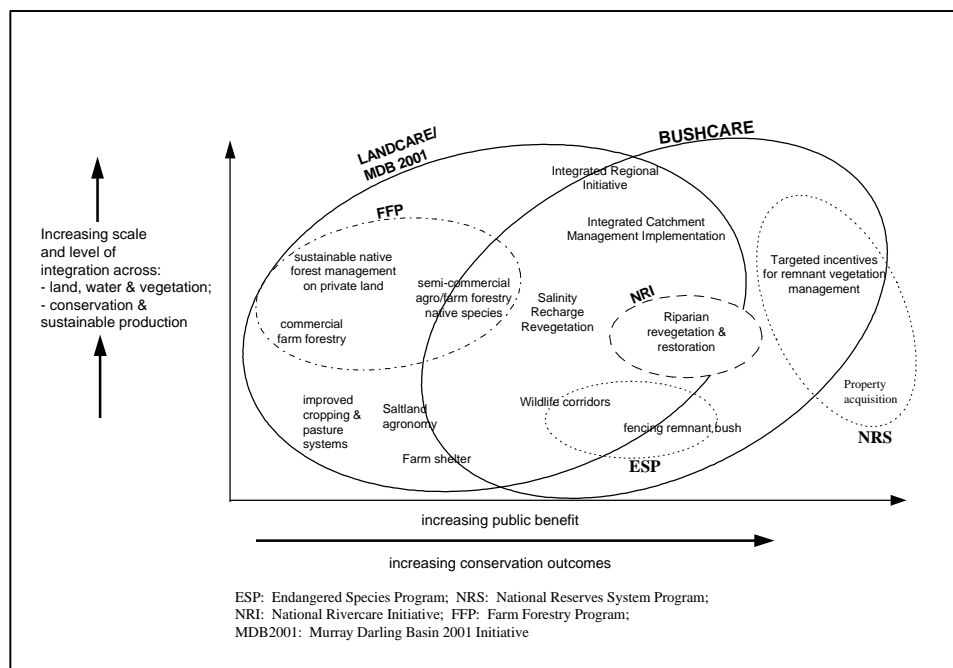 LANDCARE/
MDB 2001
BUSHCARE
Integrated Regional
Initiative
FFP
Integrated Catchment
Management Implementation
Increasing scale
and level of
integration across:
- land, water & vegetation;
- conservation &
sustainable production
sustainable native
forest management
on private land
semi-commercial
agro/farm forestry
native species
Targeted incentives
for remnant vegetation
management
Salinity
Recharge
Revegetation
NRI
Riparian
revegetation &
restoration
commercial
farm forestry
improved
cropping &
pasture
systems
Saltland
agronomy
Farm shelter
Wildlife corridors
fencing remnant bush
ESP
Property
acquisition
NRS
increasing public benefit
increasing conservation outcomes
ESP: Endangered Species Program; NRS: National Reserves System Program;
NRI: National Rivercare Initiative; FFP: Farm Forestry Program;
MDB2001: Murray Darling Basin 2001 Initiative